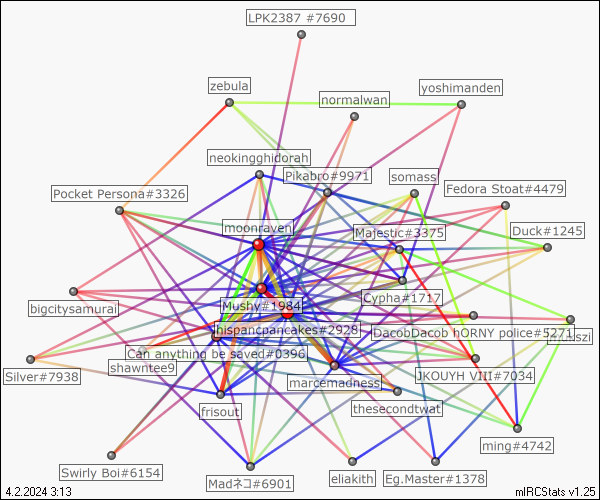 LPK2387 #7690
zebula
yoshimanden
normalwan
neokingghidorah
Pikabro#9971
somass
Pocket Persona#3326
Fedora Stoat#4479
moonraven
Majestic#3375
Duck#1245
Cypha#1717
bigcitysamurai
Mushy#1984
hispancpancakes#2928
DacobDacob hORNY police#5271
Can anything be saved#0396
shawntee9
Silver#7938
marcemadness
JKOUYH VIII#7034
frisout
thesecondtwat
ming#4742
Swirly Boi#6154
Madネコ#6901
eliakith
Eg.Master#1378
4.2.2024 3:13
mIRCStats v1.25